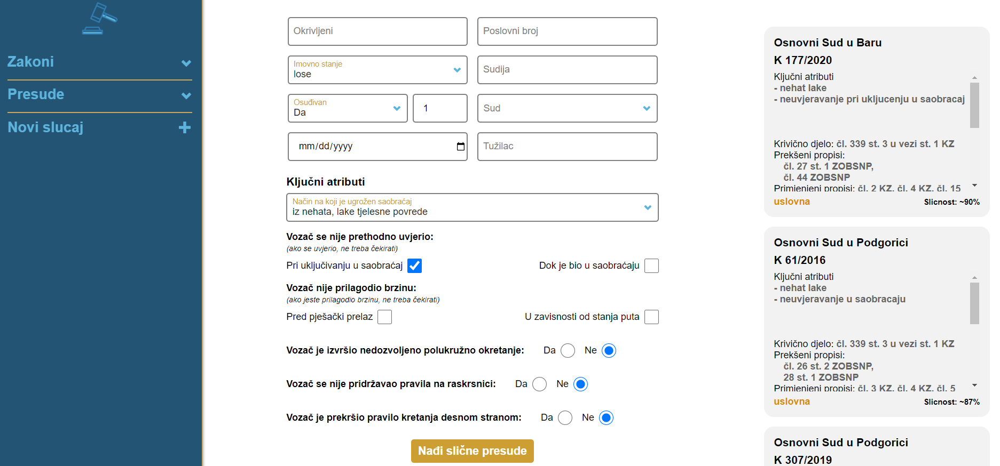 Zakoni
Presude
Novi slucaj
Okrivljeni
Poslovni broj
Imovno stanje
lose
Sudija
Osuđivan
Da
1
Sud
mm/dd/yyyy
Tužilac
Ključni atributi
Način na koji je ugrožen saobraćaj
iz nehata, lake tjelesne povrede
Vozač se nije prethodno uvjerio:
(ako se uvjerio, ne treba čekirati)
Pri uključivanju u saobraćaj
Dok je bio u saobraćaju
Vozač nije prilagodio brzinu:
(ako jeste prilagodio brzinu, ne treba čekirati)
Pred pješački prelaz
U zavisnosti od stanja puta
Vozač je izvršio nedozvoljeno polukružno okretanje: Da Ne
Vozač se nije pridržavao pravila na raskrsnici: Da Ne
Vozač je prekršio pravilo kretanja desnom stranom: Da Ne
Nađi slične presude
Osnovni Sud u Baru
K 177/2020
Ključni atributi
- nehat lake
- neuvjeravanje pri ukljucenju u saobracaj
Krivično djelo: čl. 339 st. 3 u vezi st. 1 KZ
Prekšeni propisi:
čl. 27 st. 1 ZOBSNP,
čl. 44 ZOBSNP
Primjenjeni propisi: čl. 2 KZ, čl. 4 KZ, čl. 15
uslovna
Slicnost: ~90%
Osnovni Sud u Podgorici
K 61/2016
Ključni atributi
- nehat lake
- neuvjeravanje u saobracaju
Krivično djelo: čl. 339 st. 3 u vezi st. 1 KZ
Prekšeni propisi:
čl. 26 st. 2 ZOBSNP,
28 st. 1 ZOBSNP
Primjenjeni propisi: čl. 3 KZ, čl. 4 KZ, čl. 5
uslovna
Slicnost: ~87%
Osnovni Sud u Podgorici
K 307/2019